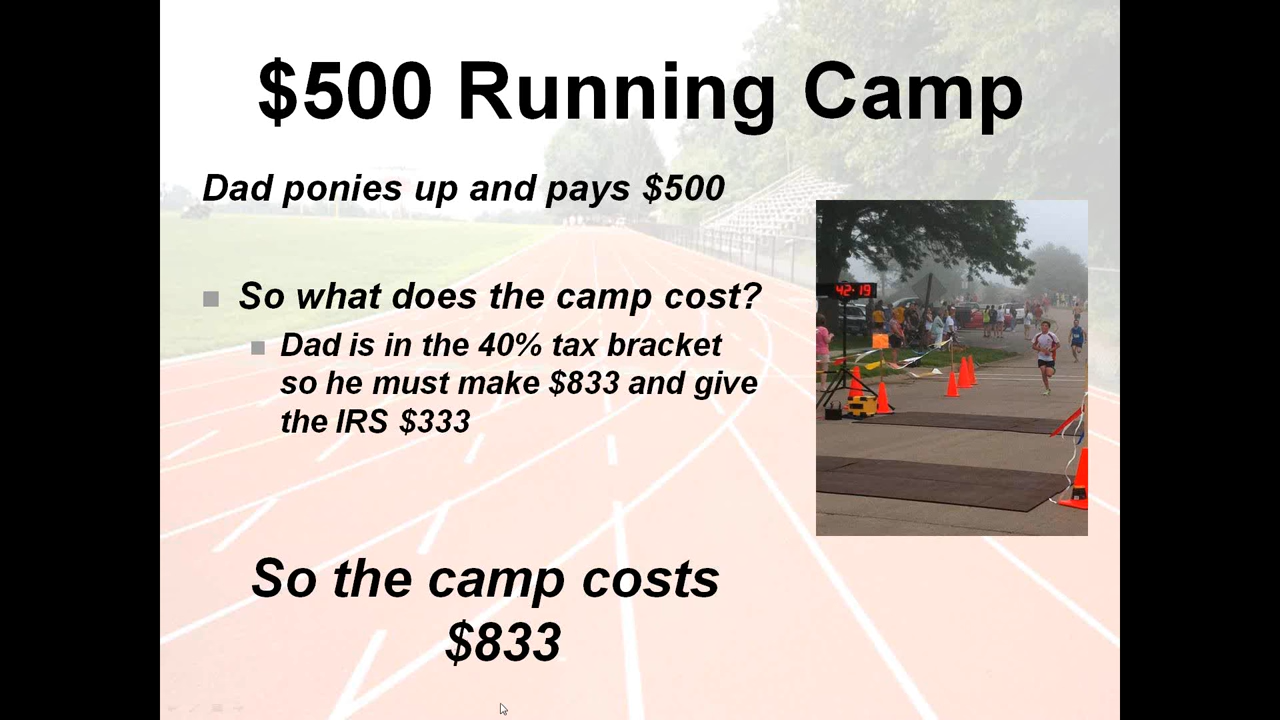 $500 Running Camp
Dad ponies up and pays $500
So what does the camp cost?
Dad is in the 40% tax bracket
so he must make $833 and give
the IRS $333
42:19
So the camp costs
$833